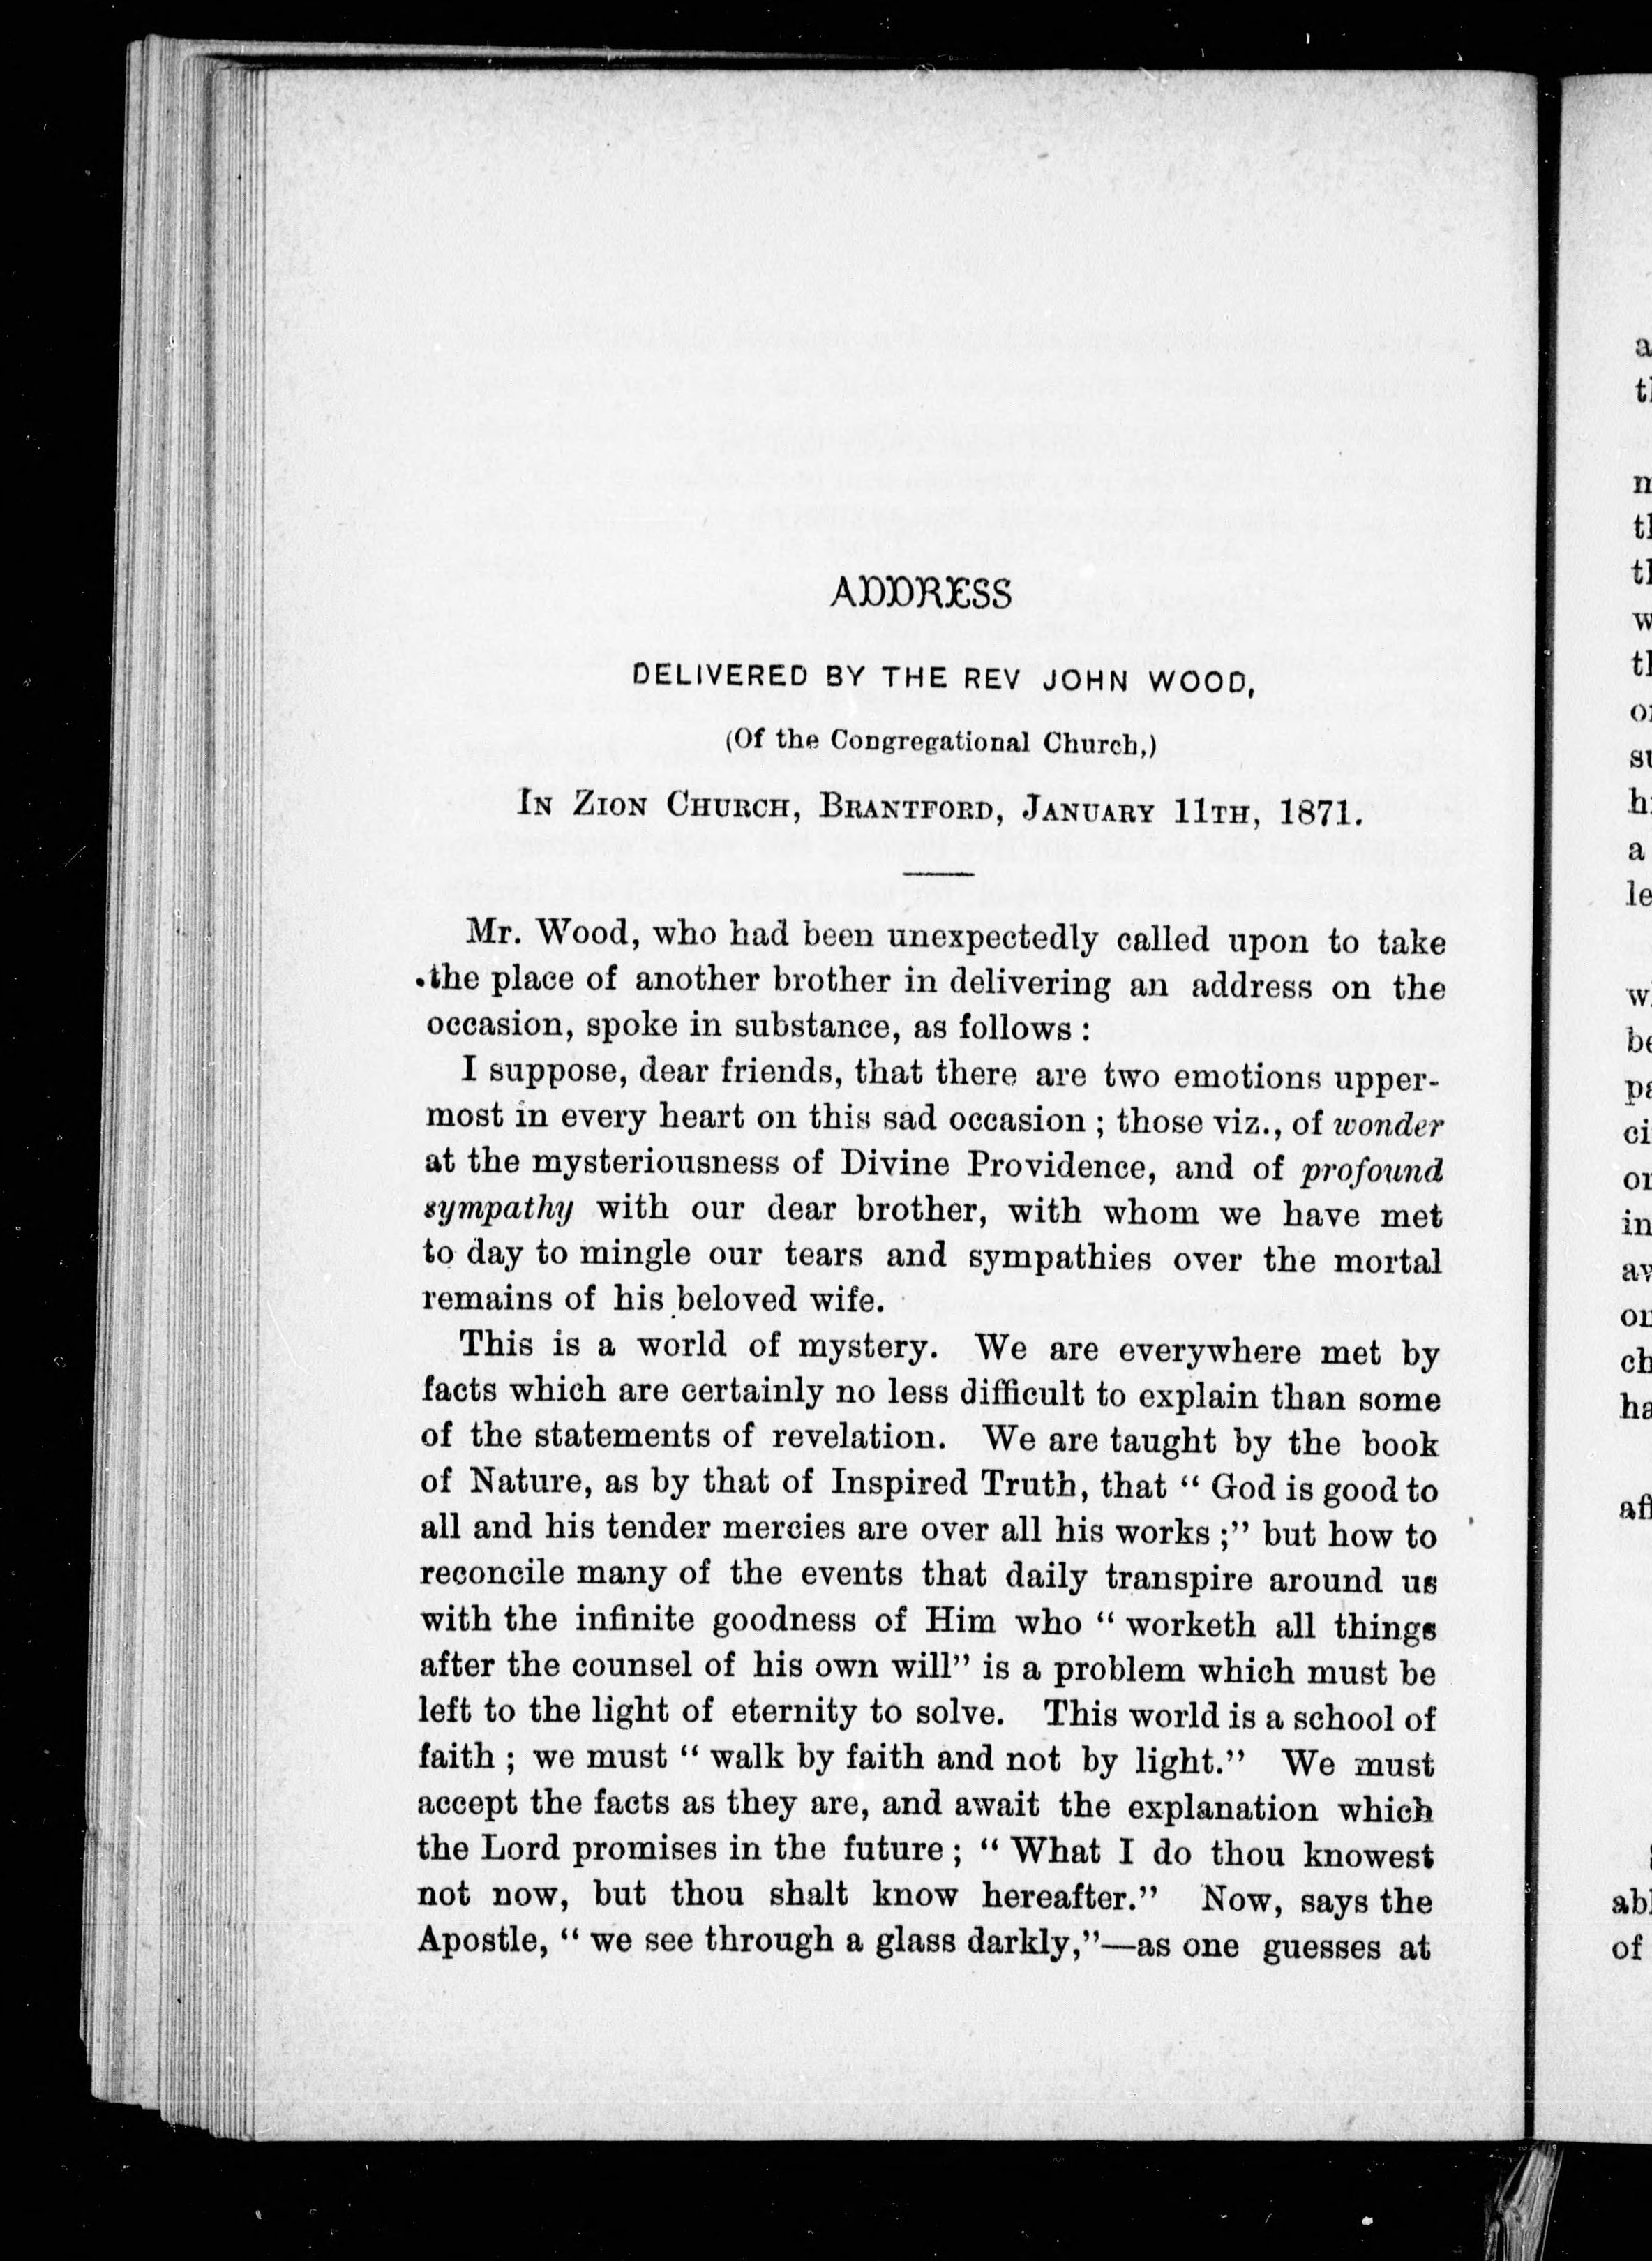 ADDRESS
DELIVERED BY THE REV JOHN WOOD,
(Of the Congregational Church,)
IN ZION CHURCH, BRANTFORD, JANUARY 11TH, 1871.
Mr. Wood, who had been unexpectedly called upon to take
the place of another brother in delivering an address on the
occasion, spoke in substance, as follows :
I suppose, dear friends, that there are two emotions upper-
most in every heart on this sad occasion ; those viz., of wonder
at the mysteriousness of Divine Providence, and of profound
sympathy with our dear brother, with whom we have met
to day to mingle our tears and sympathies over the mortal
remains of his beloved wife.
This is a world of mystery. We are everywhere met by
facts which are certainly no less difficult to explain than some
of the statements of revelation. We are taught by the book
of Nature, as by that of Inspired Truth, that “ God is good to
all and his tender mercies are over all his works ;” but how to
reconcile many of the events that daily transpire around us
with the infinite goodness of Him who “ worketh all things
after the counsel of his own will” is a problem which must be
left to the light of eternity to solve. This world is a school of
faith ; we must “ walk by faith and not by light.” We must
accept the facts as they are, and await the explanation which
the Lord promises in the future ; “ What I do thou knowest
not now, but thou shalt know hereafter.” Now, says the
Apostle, “ we see through a glass darkly,”—as one guesses at